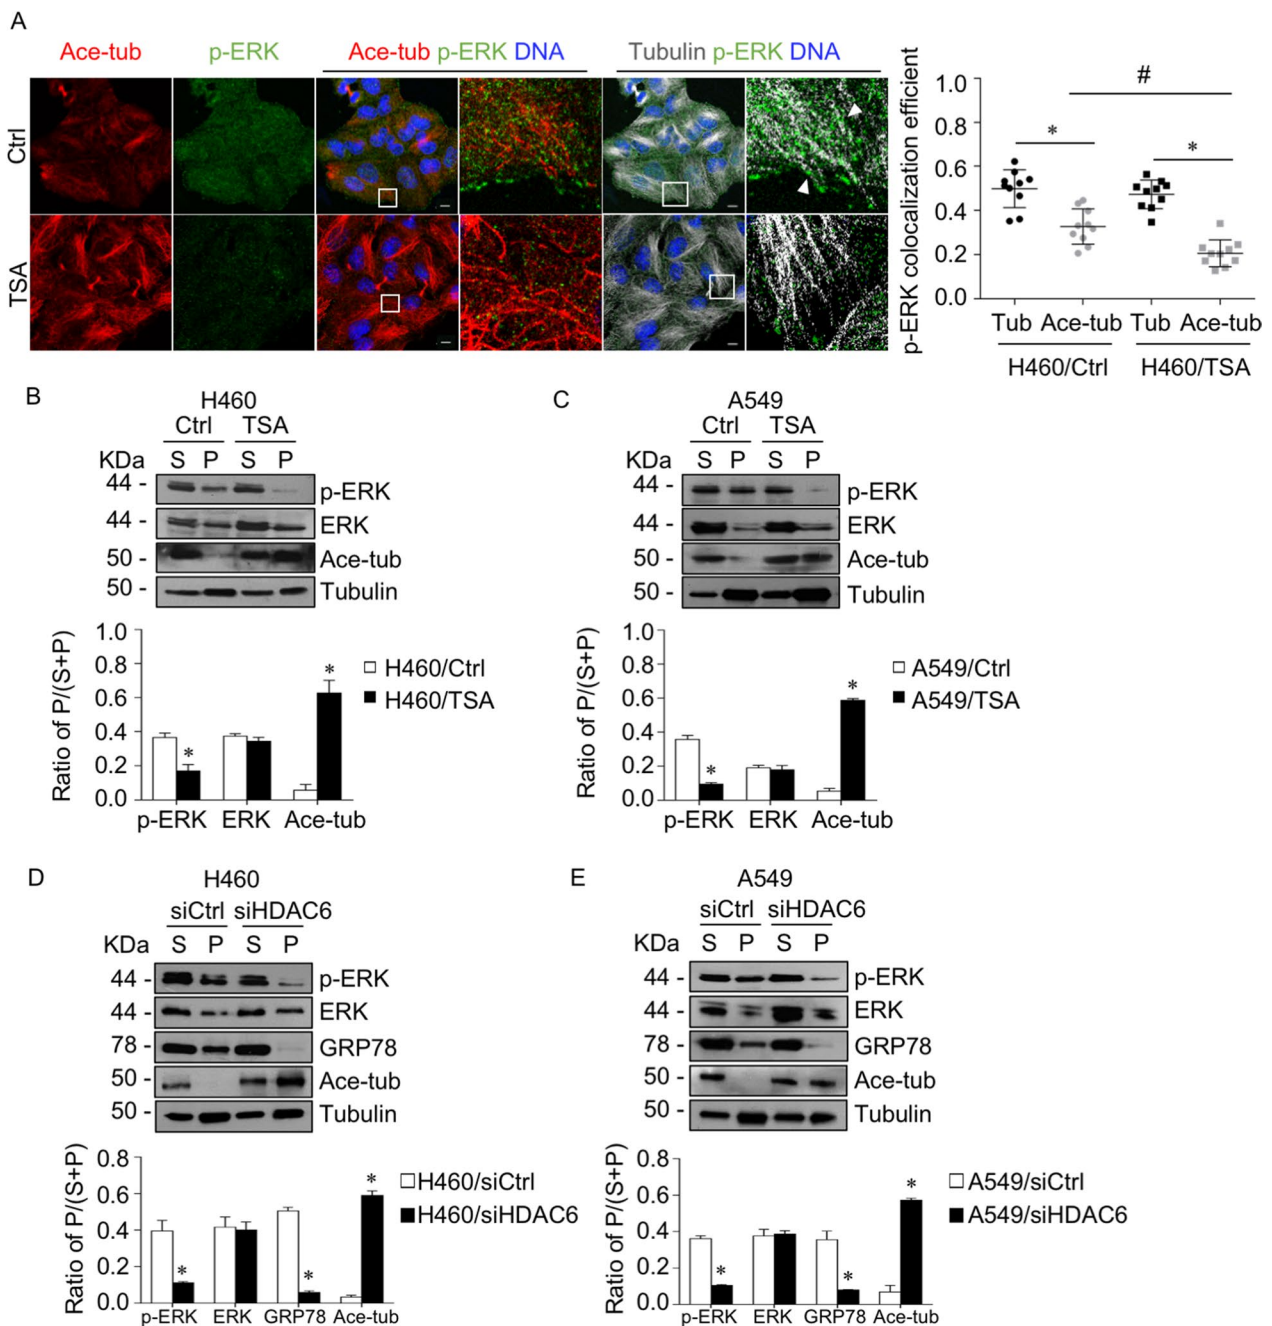 A
Ace-tub p-ERK Ace-tub p-ERK DNA Tubulin p-ERK DNA
Ctrl
TSA
p-ERK colocalization efficient
1.0
0.8
0.6
0.4
0.2
0.0
#
* *
Tub Ace-tub Tub Ace-tub
H460/Ctrl H460/TSA
B
H460
Ctrl TSA
KDa S P S P
44 - p-ERK
44 - ERK
50 - Ace-tub
50 - Tubulin
Ratio of P/(S+P)
1.0
0.8
0.6
0.4
0.2
0.0
* *
H460/Ctrl
H460/TSA
p-ERK ERK Ace-tub
C
A549
Ctrl TSA
KDa S P S P
44 - p-ERK
44 - ERK
50 - Ace-tub
50 - Tubulin
Ratio of P/(S+P)
1.0
0.8
0.6
0.4
0.2
0.0
* *
A549/Ctrl
A549/TSA
p-ERK ERK Ace-tub
D
H460
siCtrl siHDAC6
KDa S P S P
44 - p-ERK
44 - ERK
78 - GRP78
50 - Ace-tub
50 - Tubulin
Ratio of P/(S+P)
0.8
0.6
0.4
0.2
0.0
* * *
H460/siCtrl
H460/siHDAC6
p-ERK ERK GRP78 Ace-tub
E
A549
siCtrl siHDAC6
KDa S P S P
44 - p-ERK
44 - ERK
78 - GRP78
50 - Ace-tub
50 - Tubulin
Ratio of P/(S+P)
0.8
0.6
0.4
0.2
0.0
* * *
A549/siCtrl
A549/siHDAC6
p-ERK ERK GRP78 Ace-tub